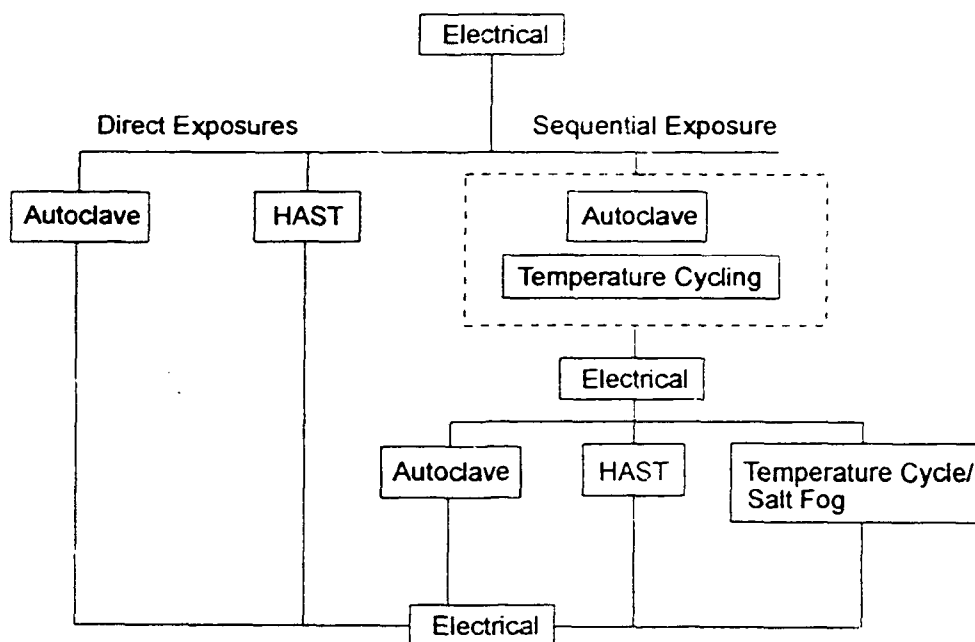 Electrical
Direct Exposures
Sequential Exposure
Autoclave
HAST
Autoclave
Temperature Cycling
Electrical
Autoclave
HAST
Temperature Cycle/
Salt Fog
Electrical